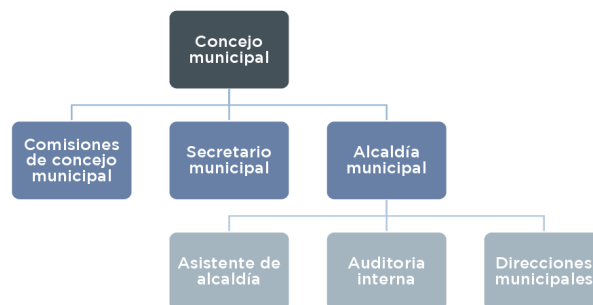 Concejo
municipal
Comisiones
de concejo
municipal
Secretario
municipal
Alcaldía
municipal
Asistente de
alcaldía
Auditoria
interna
Direcciones
municipales